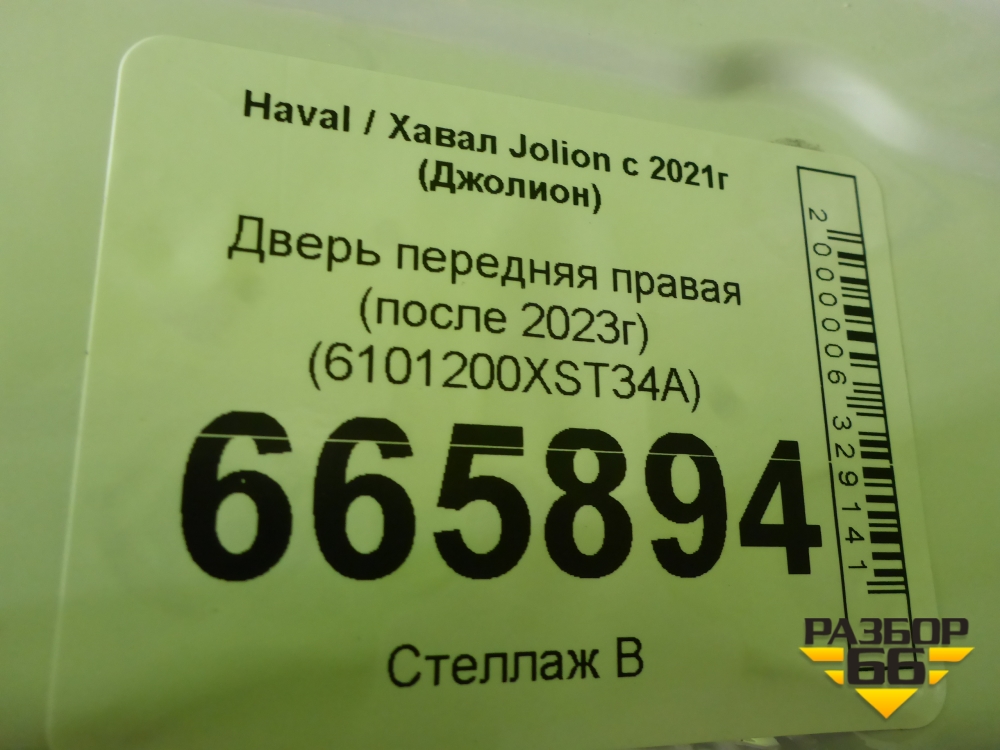 Haval / Хавал Jolion с 2021г
(Джолион)
Дверь передняя правая
(после 2023г)
(6101200XST34A)
665894
Стеллаж В
2000006329141
РАЗБОР
66